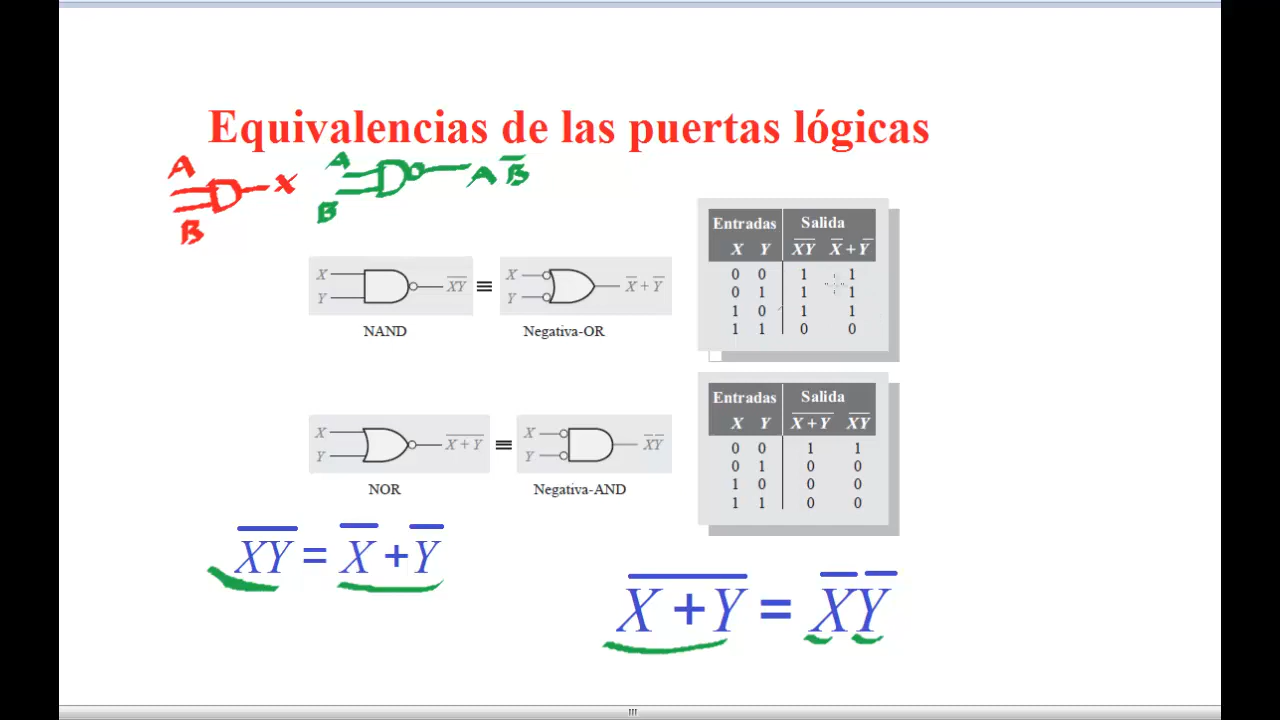 Equivalencias de las puertas lógicas
A
B
X
A
B
A B̅
X
Y
X̅Y̅
≡
X
Y
X̅ + Y̅
NAND
Negativa-OR
Entradas Salida
X Y X̅Y̅ X̅ + Y̅
0 0 1 1
0 1 1 1
1 0 1 1
1 1 0 0
X
Y
X̅ ̅+̅ ̅Y̅
≡
X
Y
X̅ Y̅
NOR
Negativa-AND
Entradas Salida
X Y X̅ ̅+̅ ̅Y̅ X̅Y̅
0 0 1 1
0 1 0 0
1 0 0 0
1 1 0 0
X̅Y̅ = X̅ + Y̅
X̅ ̅+̅ ̅Y̅ = X̅ Y̅